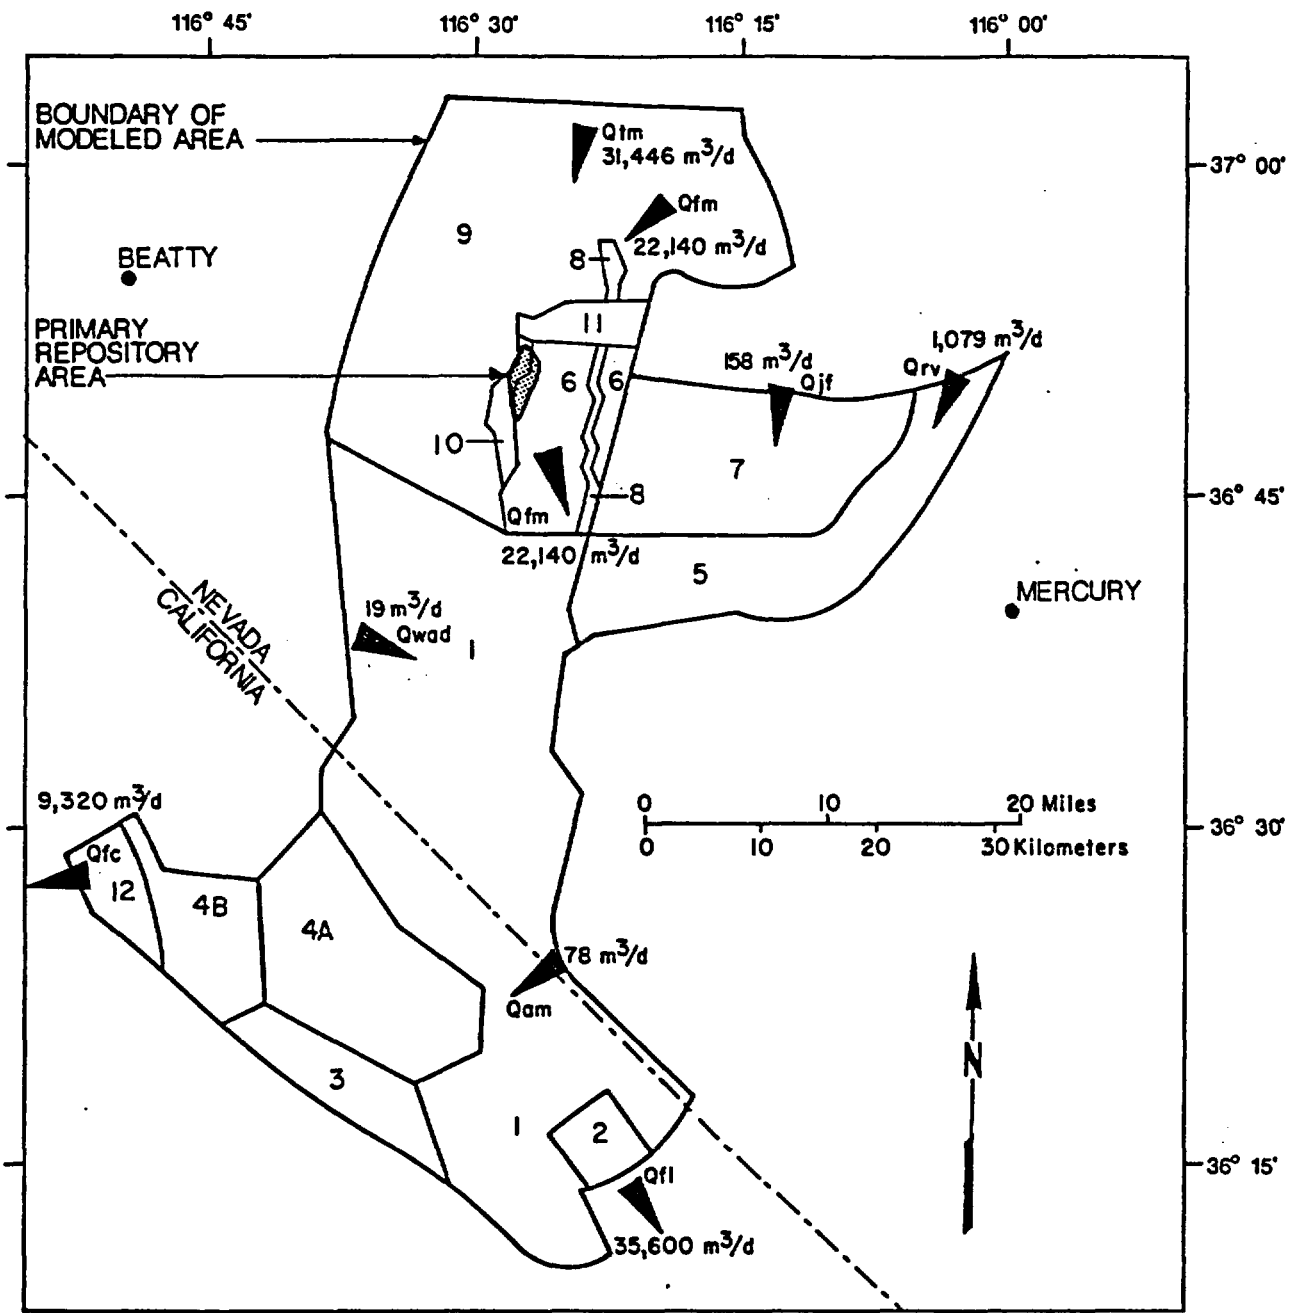 116° 45'
116° 30'
116° 15'
116° 00'
BOUNDARY OF
MODELED AREA
Qtm
31,446 m³/d
37° 00'
Qfm
22,140 m³/d
9
8
BEATTY
PRIMARY
REPOSITORY
AREA
11
1,079 m³/d
158 m³/d
Qrv
Qjf
6
6
10
7
8
36° 45'
Qfm
22,140 m³/d
5
MERCURY
NEVADA
CALIFORNIA
19 m³/d
Qwad
1
9,320 m³/d
0 10 20 Miles
0 10 20 30 Kilometers
36° 30'
Qfc
12
4B
4A
78 m³/d
Qam
N
3
1
2
36° 15'
Qfl
35,600 m³/d